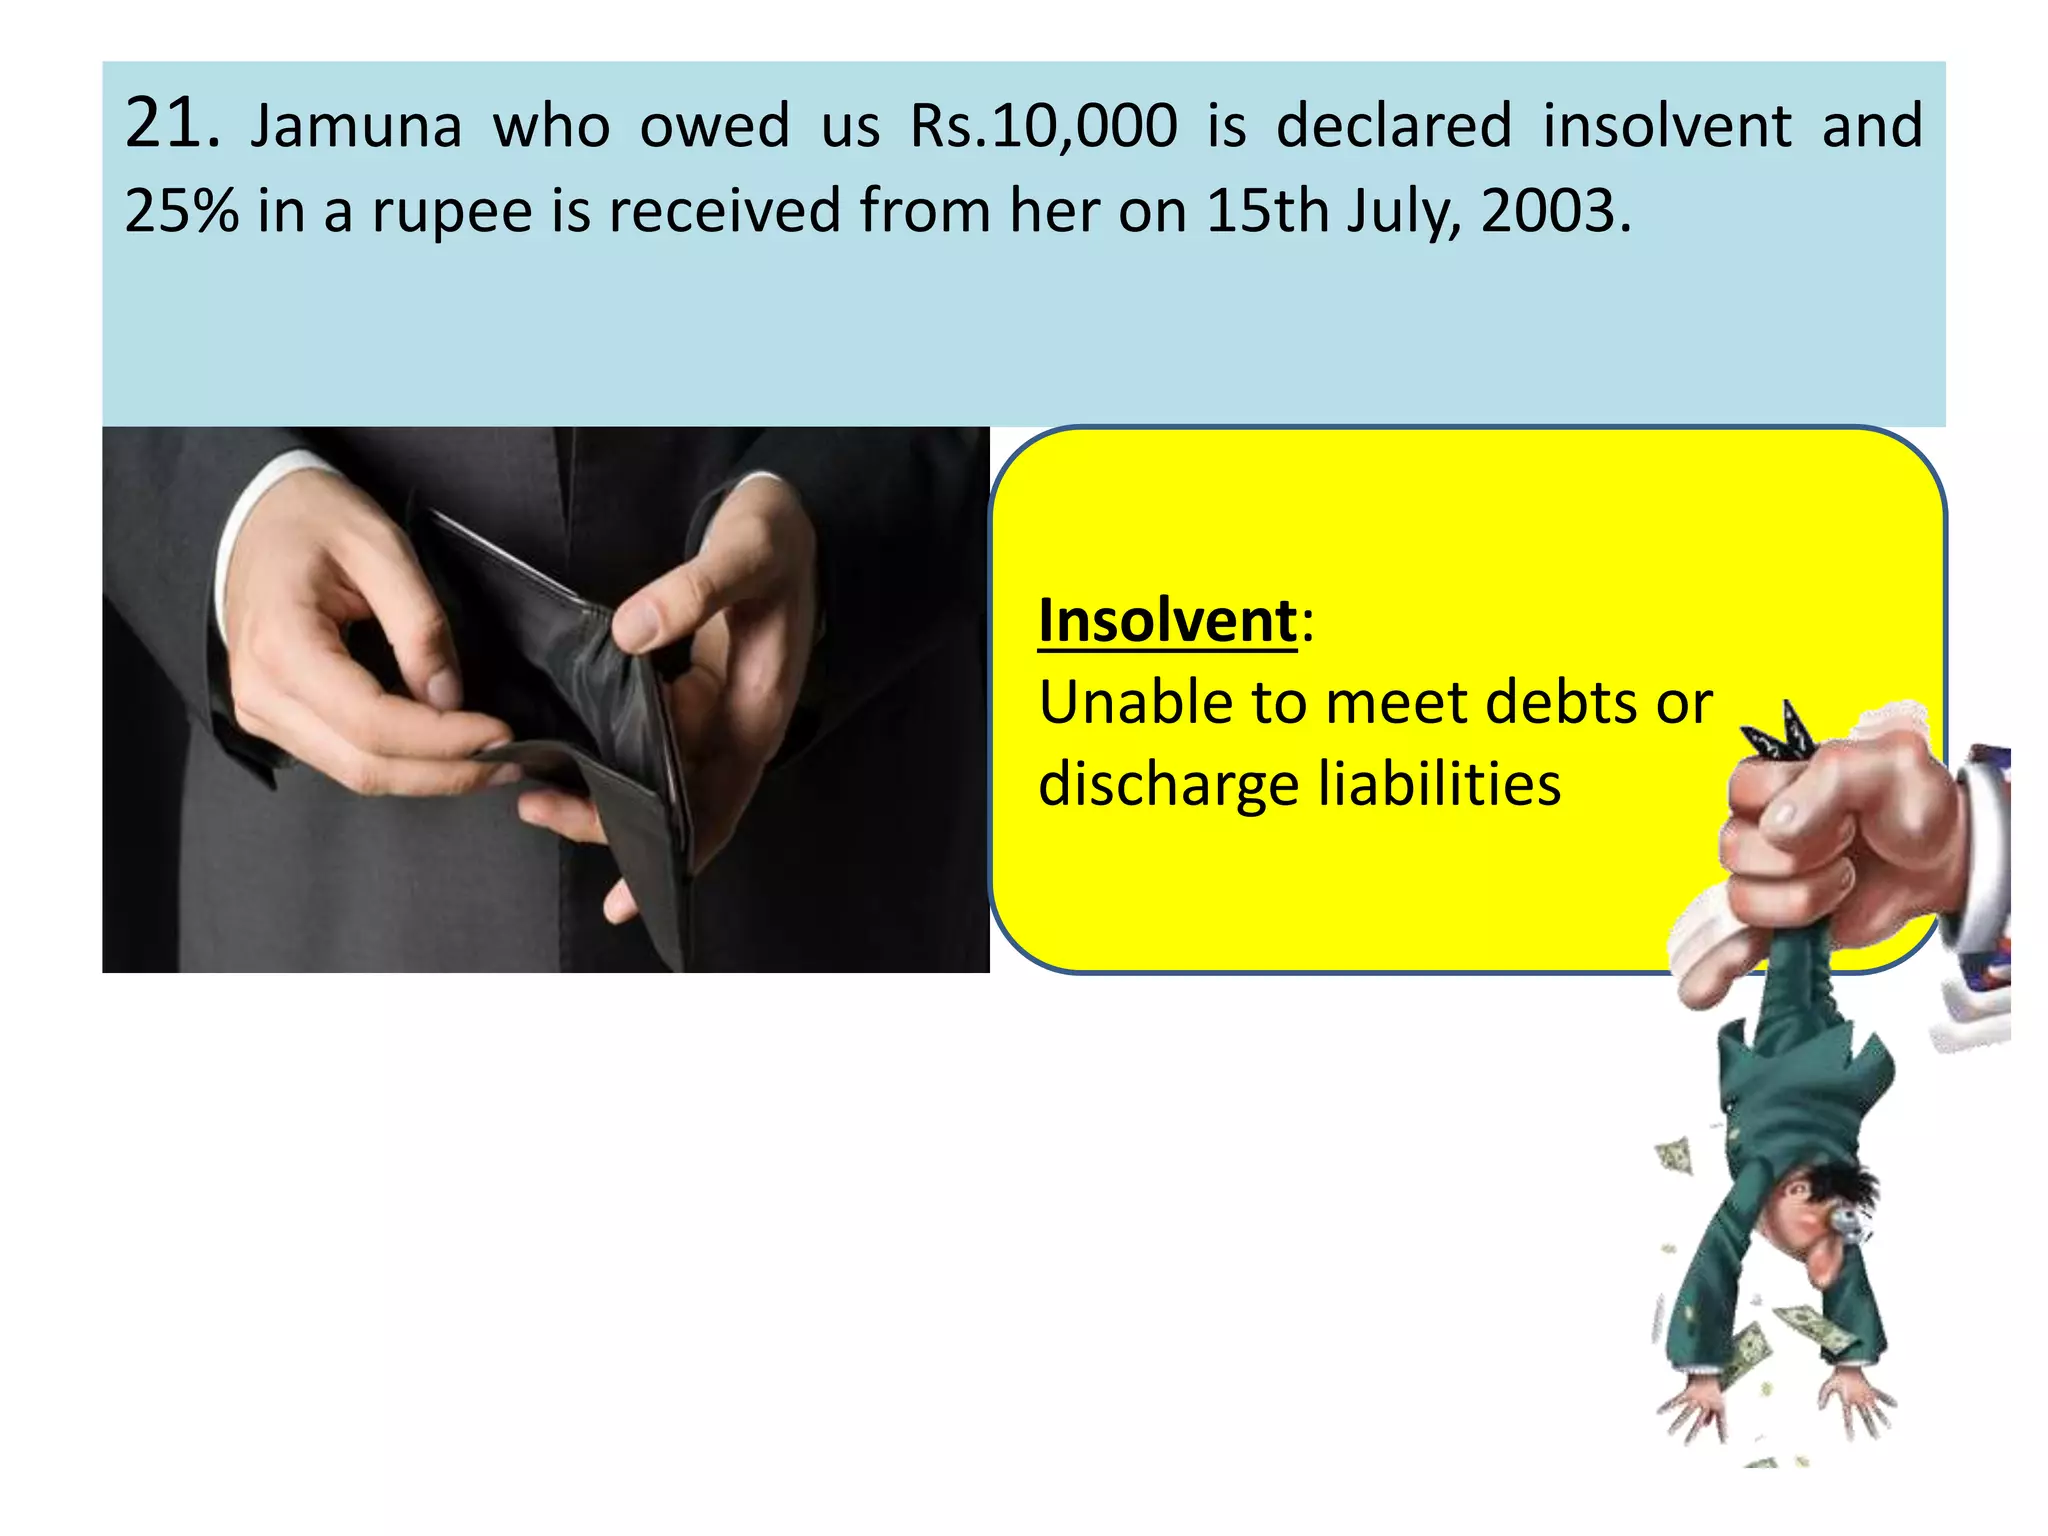 21. Jamuna who owed us Rs.10,000 is declared insolvent and
25% in a rupee is received from her on 15th July, 2003.
Insolvent:
Unable to meet debts or
discharge liabilities